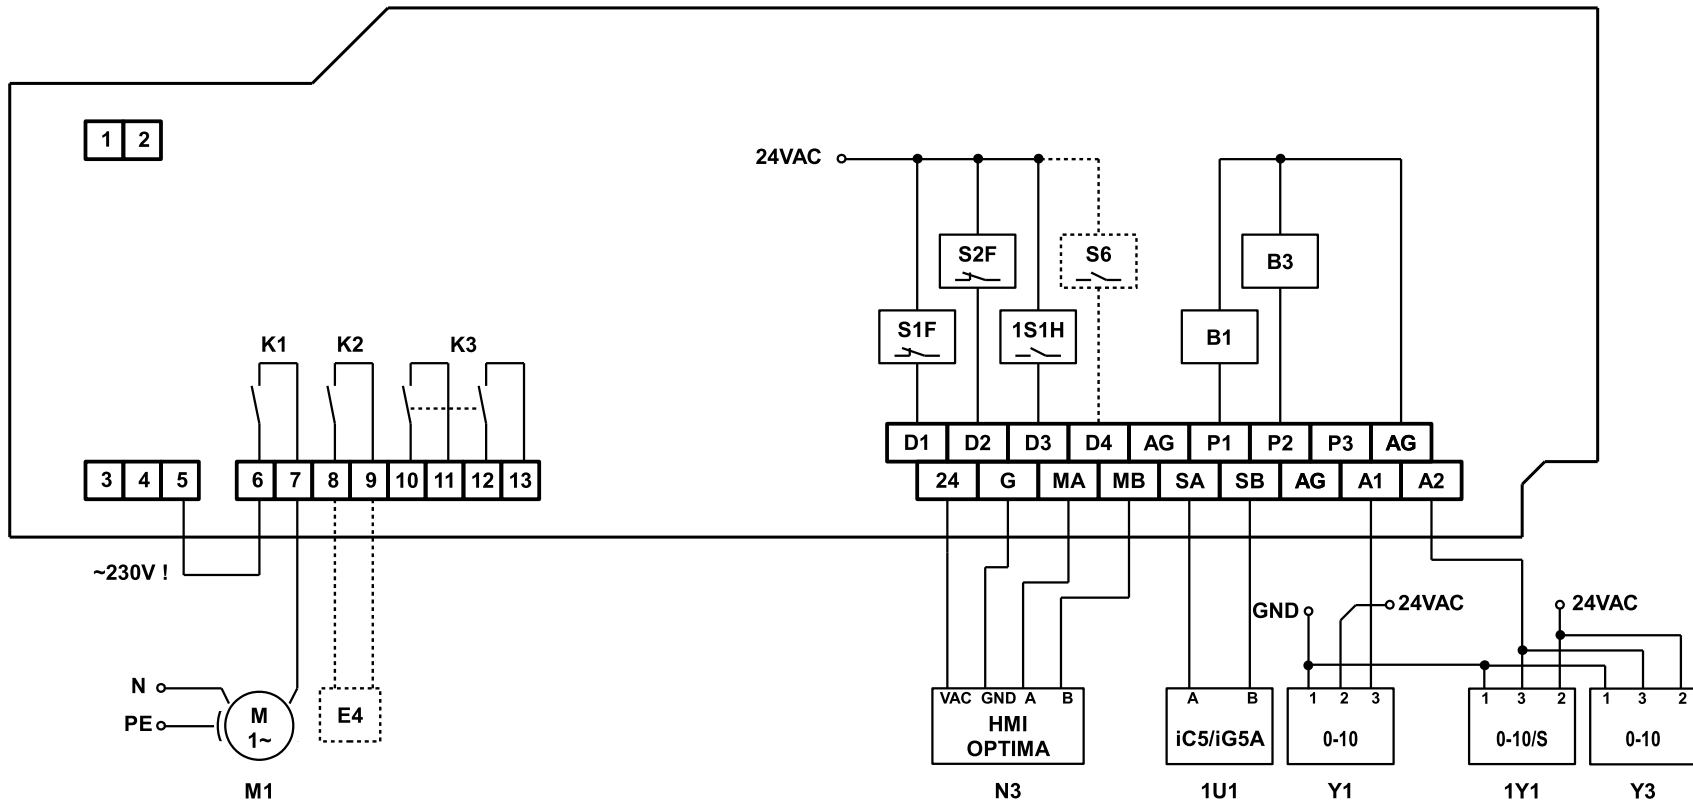 1 2
24VAC
S2F S6 B3
S1F 1S1H B1
K1 K2 K3
D1 D2 D3 D4 AG P1 P2 P3 AG
3 4 5 6 7 8 9 10 11 12 13
24 G MA MB SA SB AG A1 A2
~230V !
GND 24VAC 24VAC
N
PE
M
1~
E4
VAC GND A B
HMI
OPTIMA
A B
iC5/iG5A
1 2 3
0-10
1 3 2
0-10/S
1 3 2
0-10
M1 N3 1U1 Y1 1Y1 Y3